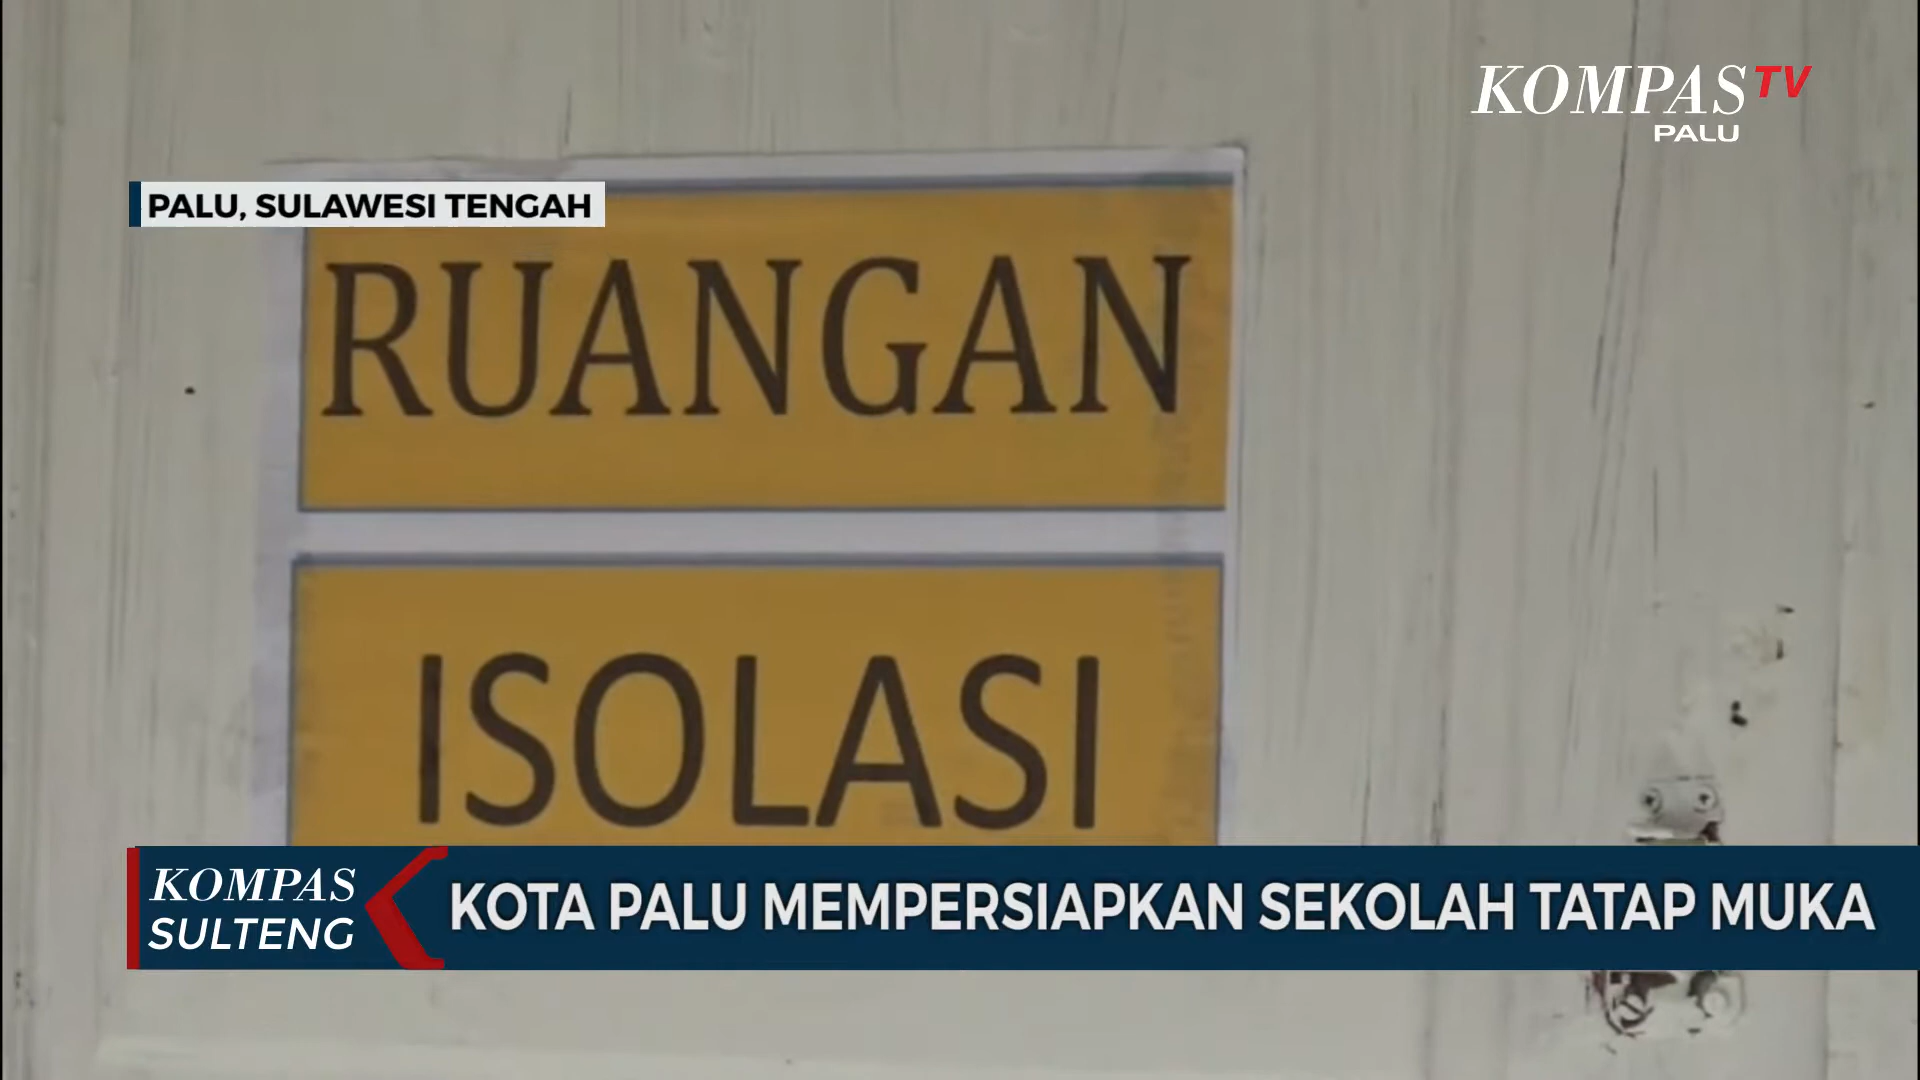 KOMPAS TV
PALU
PALU, SULAWESI TENGAH
RUANGAN
ISOLASI
KOMPAS
SULTENG
KOTA PALU MEMPERSIAPKAN SEKOLAH TATAP MUKA